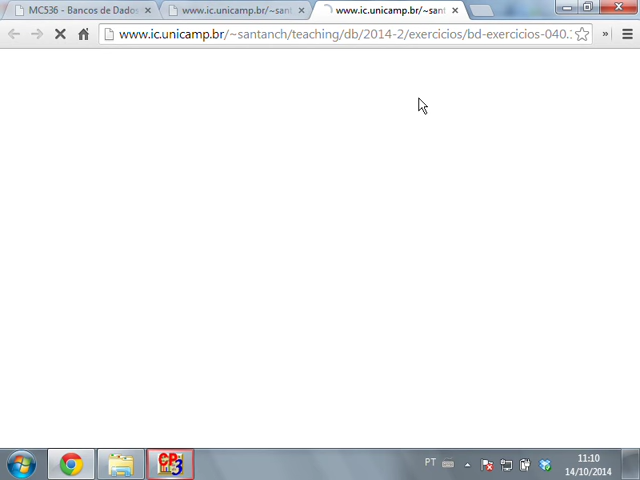 MC536 - Bancos de Dados
www.ic.unicamp.br/~sant
www.ic.unicamp.br/~sant
www.ic.unicamp.br/~santanch/teaching/db/2014-2/exercicios/bd-exercicios-040.
»
PT
11:10
14/10/2014